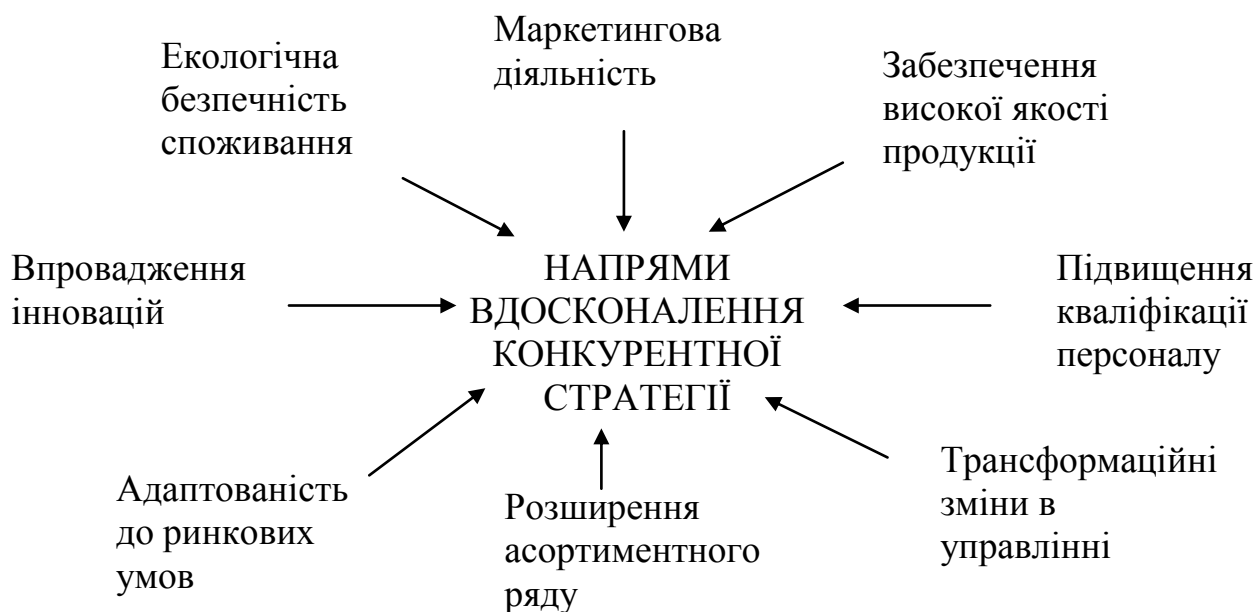 Маркетингова
діяльність
Екологічна
безпечність
споживання
Забезпечення
високої якості
продукції
Впровадження
інновацій
НАПРЯМИ
ВДОСКОНАЛЕННЯ
КОНКУРЕНТНОЇ
СТРАТЕГІЇ
Підвищення
кваліфікації
персоналу
Адаптованість
до ринкових
умов
Розширення
асортиментного
ряду
Трансформаційні
зміни в
управлінні